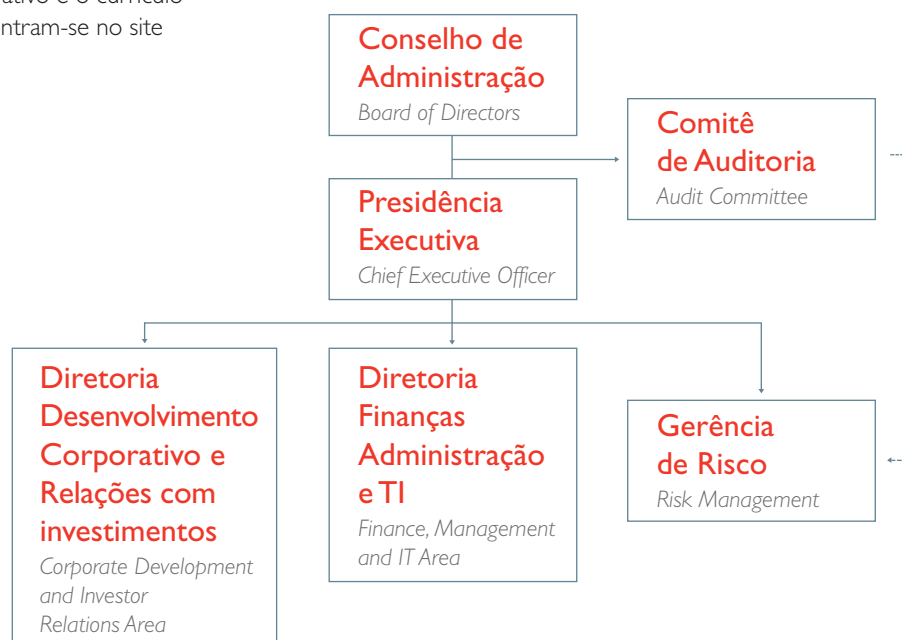 ativo e o currículo
ntram-se no site
Conselho de
Administração
Board of Directors
Comitê
de Auditoria
Audit Committee
Presidência
Executiva
Chief Executive Officer
Diretoria
Desenvolvimento
Corporativo e
Relações com
investimentos
Corporate Development
and Investor
Relations Area
Diretoria
Finanças
Administração
e TI
Finance, Management
and IT Area
Gerência
de Risco
Risk Management